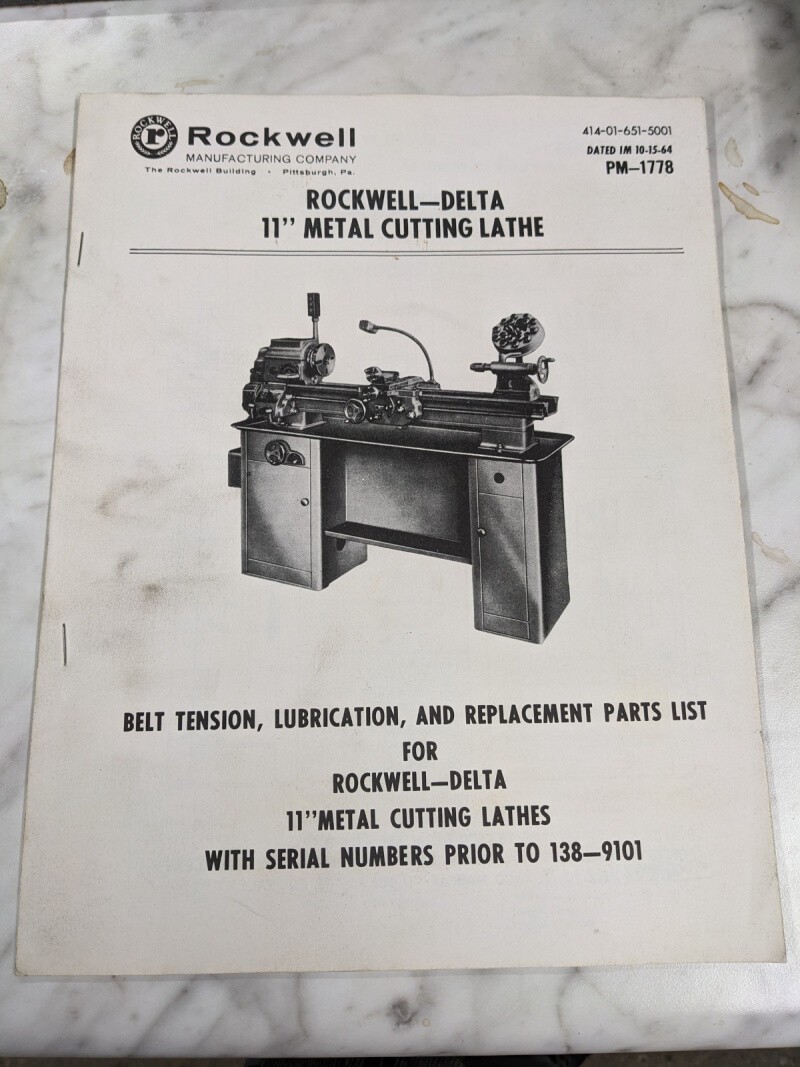 ROCKWELL
r
Rockwell
MANUFACTURING COMPANY
The Rockwell Building • Pittsburgh, Pa.
414-01-651-5001
DATED 1M 10-15-64
PM—1778
ROCKWELL—DELTA
11" METAL CUTTING LATHE
BELT TENSION, LUBRICATION, AND REPLACEMENT PARTS LIST
FOR
ROCKWELL—DELTA
11"METAL CUTTING LATHES
WITH SERIAL NUMBERS PRIOR TO 138—9101